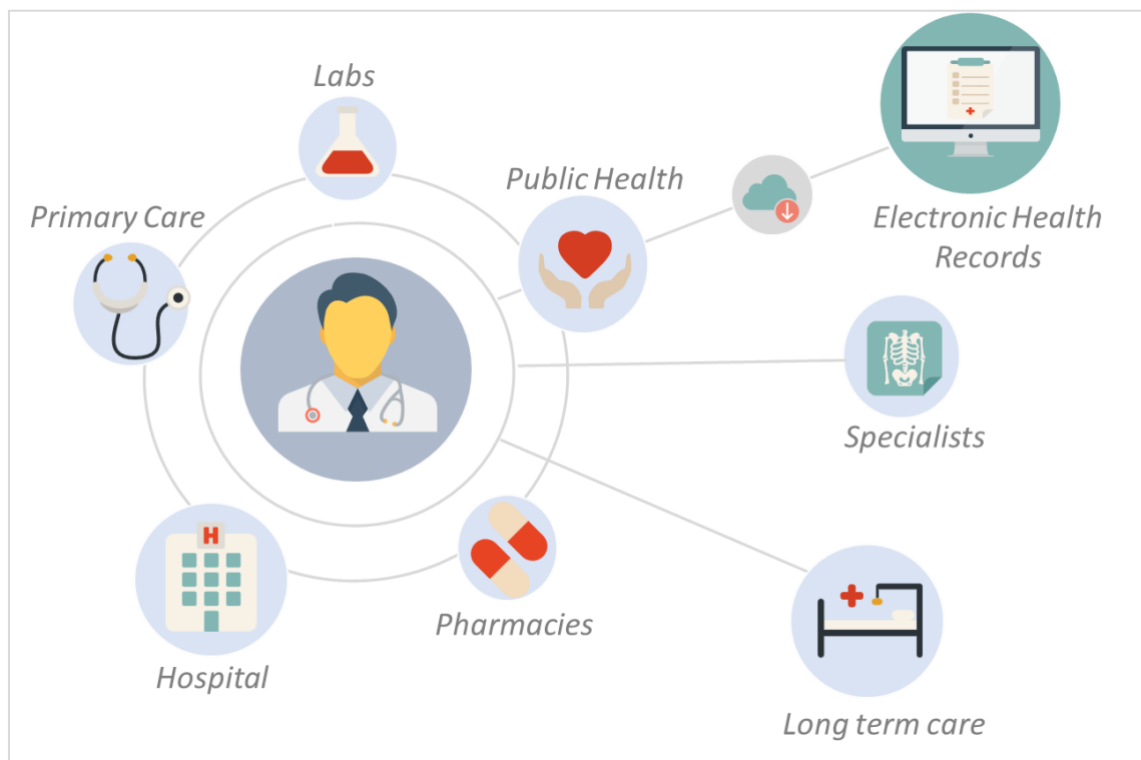 Labs
Public Health
Primary Care
Electronic Health
Records
Specialists
H
Pharmacies
Hospital
Long term care